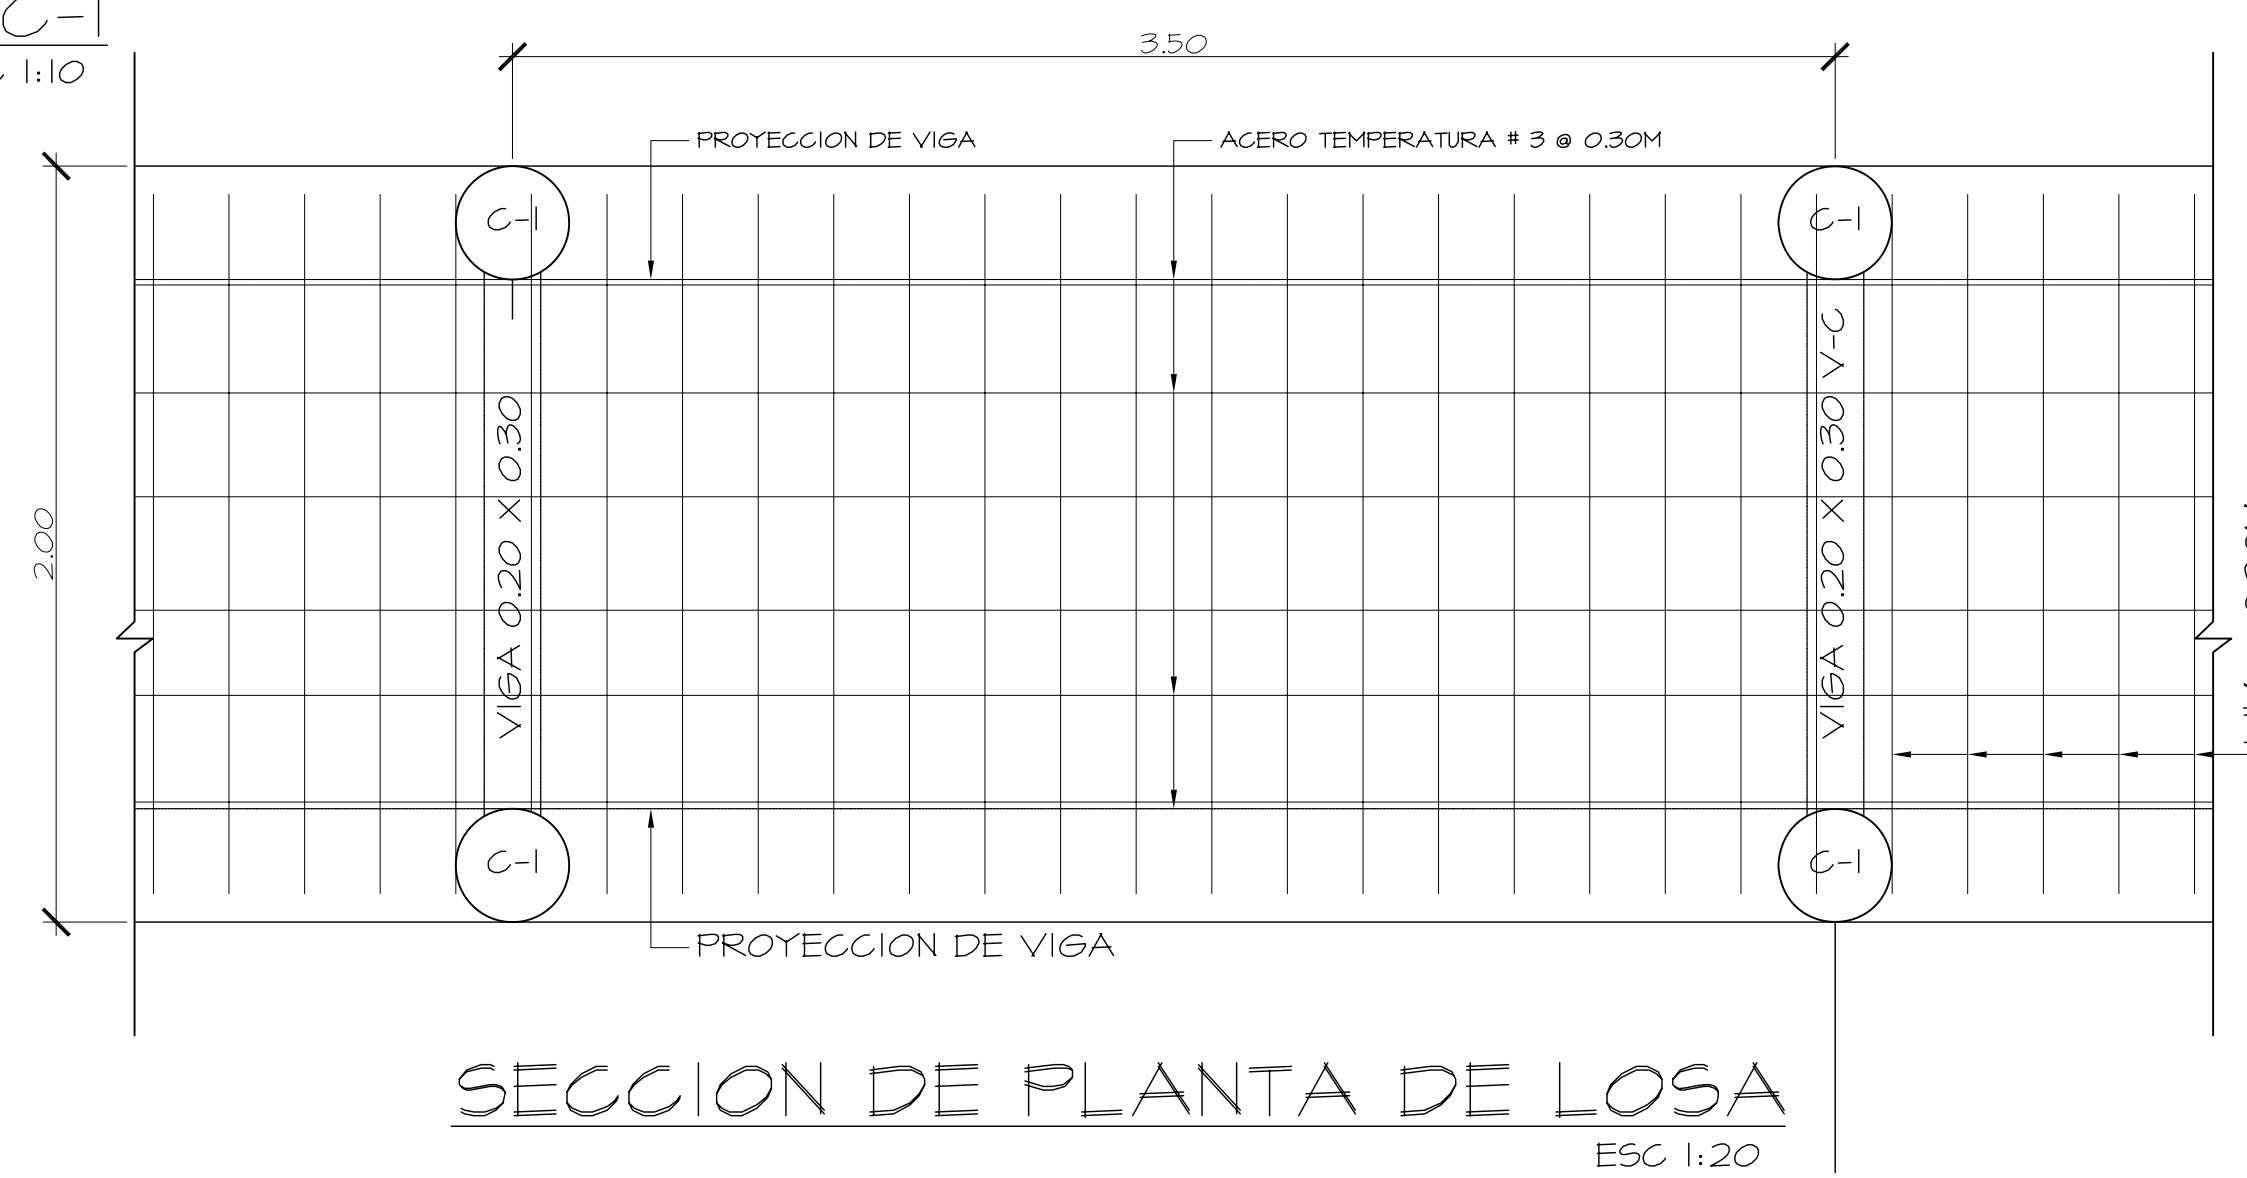 C-1
1:10
3.50
PROYECCION DE VIGA
ACERO TEMPERATURA # 3 @ 0.30M
C-1
C-1
2.00
VIGA 0.20 X 0.30
VIGA 0.20 X 0.30 V-C
C-1
C-1
PROYECCION DE VIGA
SECCION DE PLANTA DE LOSA
ESC 1:20